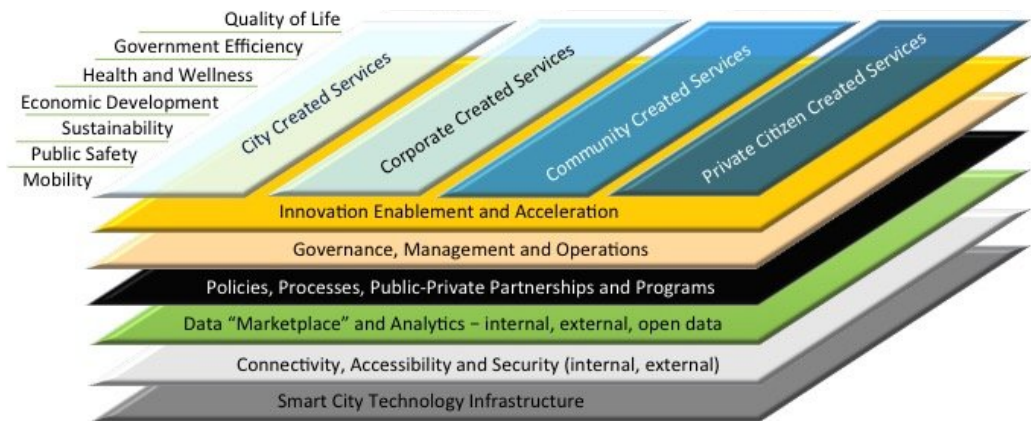 Quality of Life
Government Efficiency
Health and Wellness
Economic Development
Sustainability
Public Safety
Mobility
City Created Services
Corporate Created Services
Community Created Services
Private Citizen Created Services
Innovation Enablement and Acceleration
Governance, Management and Operations
Policies, Processes, Public-Private Partnerships and Programs
Data “Marketplace” and Analytics – internal, external, open data
Connectivity, Accessibility and Security (internal, external)
Smart City Technology Infrastructure